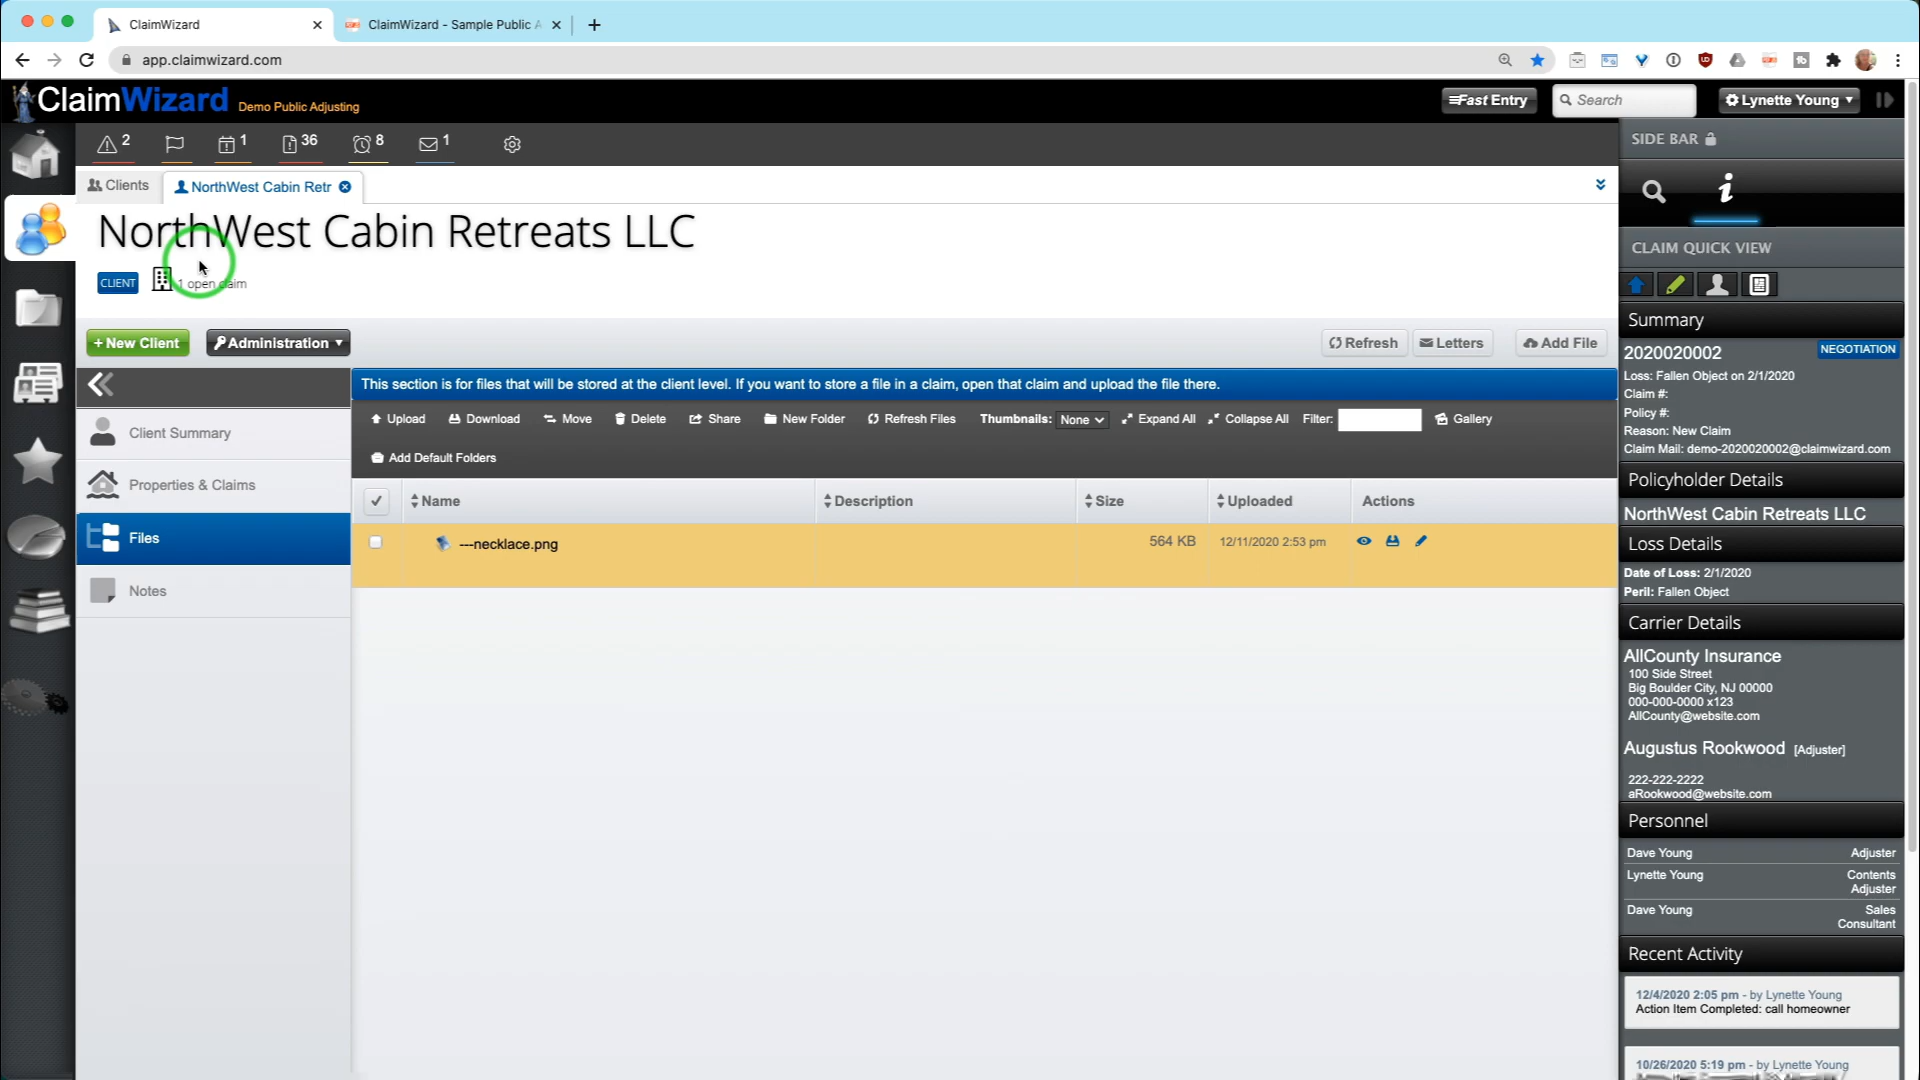 ClaimWizard
ClaimWizard - Sample Public A
app.claimwizard.com
ClaimWizard Demo Public Adjusting
Fast Entry
Search
Lynette Young
2
1
36
8
1
SIDE BAR
Clients
NorthWest Cabin Retr
NorthWest Cabin Retreats LLC
CLIENT
1 open claim
CLAIM QUICK VIEW
+ New Client
Administration
Refresh
Letters
Add File
This section is for files that will be stored at the client level. If you want to store a file in a claim, open that claim and upload the file there.
Upload
Download
Move
Delete
Share
New Folder
Refresh Files
Thumbnails: None
Expand All
Collapse All
Filter:
Gallery
Add Default Folders
Client Summary
Properties & Claims
Files
Notes
Name
Description
Size
Uploaded
Actions
---necklace.png
564 KB
12/11/2020 2:53 pm
Summary
2020020002
NEGOTIATION
Loss: Fallen Object on 2/1/2020
Claim #:
Policy #:
Reason: New Claim
Claim Mail: demo-2020020002@claimwizard.com
Policyholder Details
NorthWest Cabin Retreats LLC
Loss Details
Date of Loss: 2/1/2020
Peril: Fallen Object
Carrier Details
AllCounty Insurance
100 Side Street
Big Boulder City, NJ 00000
000-000-0000 x123
AllCounty@website.com
Augustus Rookwood [Adjuster]
222-222-2222
aRookwood@website.com
Personnel
Dave Young Adjuster
Lynette Young Contents
Adjuster
Dave Young Sales
Consultant
Recent Activity
12/4/2020 2:05 pm - by Lynette Young
Action Item Completed: call homeowner
10/26/2020 5:19 pm - by Lynette Young